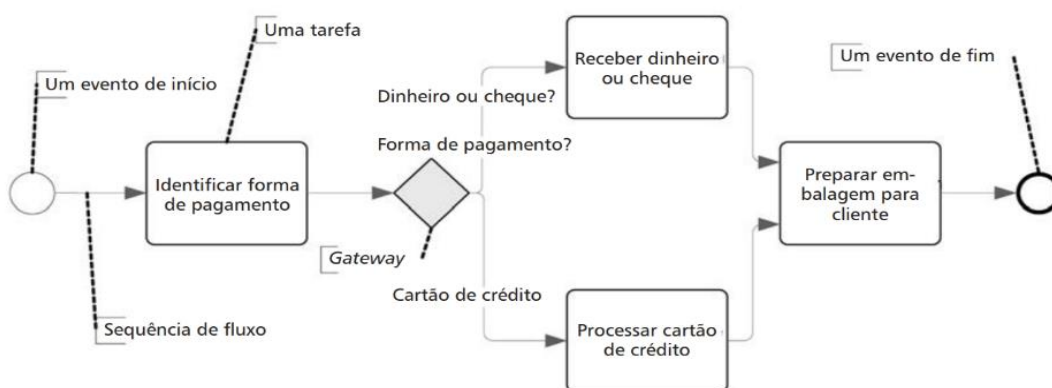 Uma tarefa
Um evento de início
Dinheiro ou cheque?
Receber dinheiro
ou cheque
Um evento de fim
Forma de pagamento?
Identificar forma
de pagamento
Preparar em-
balagem para
cliente
Gateway
Cartão de crédito
Sequência de fluxo
Processar cartão
de crédito